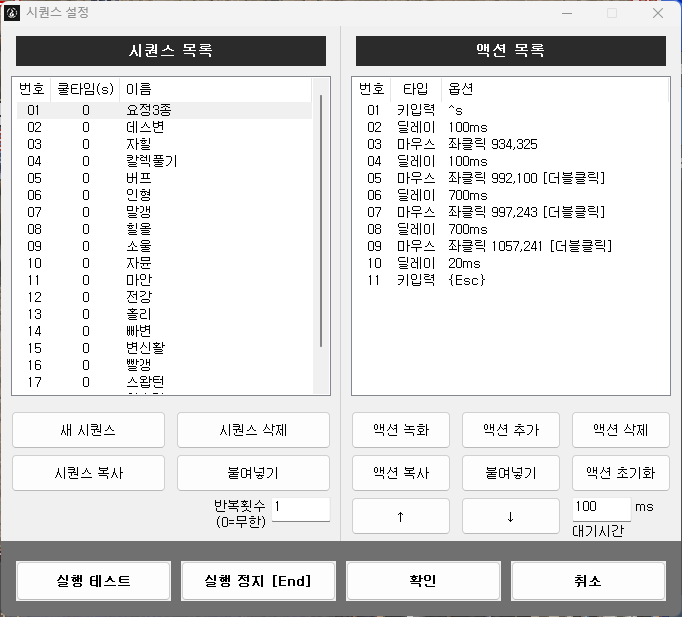 시퀀스 설정
시퀀스 목록
번호 쿨타임(s) 이름
01 0 요정3종
02 0 데스변
03 0 자힐
04 0 칼렉풀기
05 0 버프
06 0 인형
07 0 말갱
08 0 힐올
09 0 소울
10 0 자문
11 0 마안
12 0 전강
13 0 홀리
14 0 빠변
15 0 변신활
16 0 빨갱
17 0 스왑턴
새 시퀀스 시퀀스 삭제
시퀀스 복사 붙여넣기
반복횟수 1
(0=무한)
액션 목록
번호 타입 옵션
01 키입력 ^s
02 딜레이 100ms
03 마우스 좌클릭 934,325
04 딜레이 100ms
05 마우스 좌클릭 992,100 [더블클릭]
06 딜레이 700ms
07 마우스 좌클릭 997,243 [더블클릭]
08 딜레이 700ms
09 마우스 좌클릭 1057,241 [더블클릭]
10 딜레이 20ms
11 키입력 {Esc}
액션 녹화 액션 추가 액션 삭제
액션 복사 붙여넣기 액션 초기화
↑ ↓ 100 ms
대기시간
실행 테스트 실행 정지 [End] 확인 취소